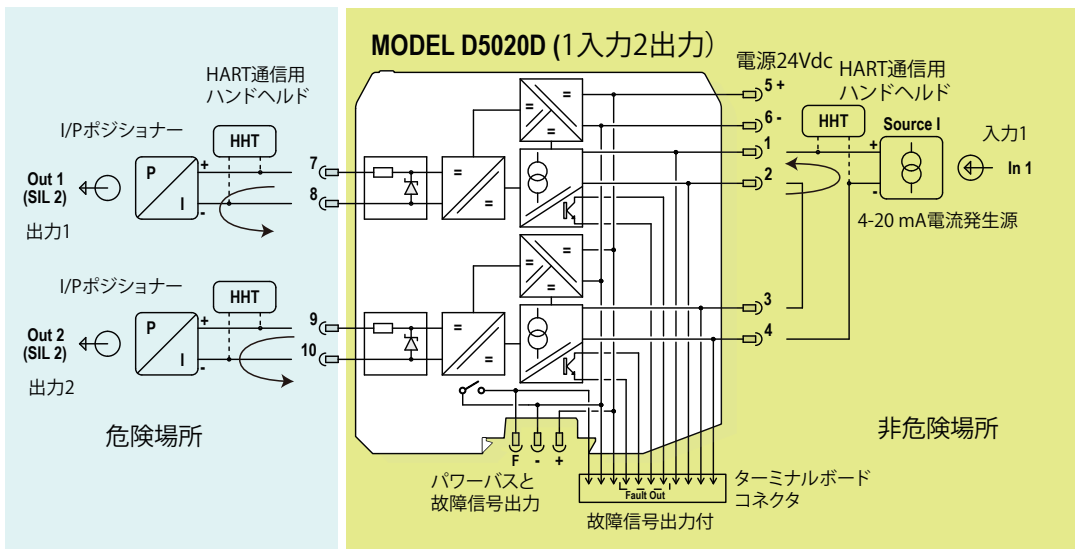 MODEL D5020D (1入力2出力)
HART通信用
ハンドヘルド
I/Pポジショナー
HHT
P
I
+
-
Out 1
(SIL 2)
出力1
7
8
I/Pポジショナー
HHT
P
I
+
-
Out 2
(SIL 2)
出力2
9
10
危険場所
=
=
=
=
=
=
=
=
電源24Vdc
5 +
6 -
1
2
3
4
HART通信用
ハンドヘルド
HHT
Source I
+
-
入力1
In 1
4-20 mA電流発生源
非危険場所
F - +
パワーバスと
故障信号出力
Fault Out
故障信号出力付
ターミナルボード
コネクタ